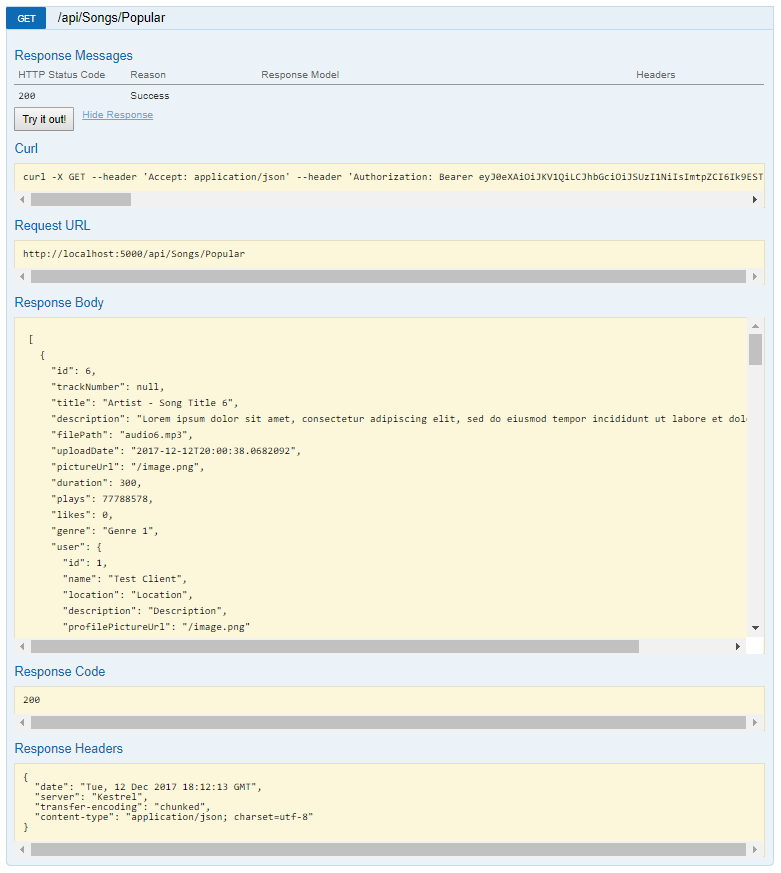 GET /api/Songs/Popular
Response Messages
HTTP Status Code Reason Response Model Headers
200 Success
Try it out! Hide Response
Curl
curl -X GET --header 'Accept: application/json' --header 'Authorization: Bearer eyJ0eXAiOiJKV1QiLCJhbGciOiJSUzI1NiIsImtpZCI6Ik9EST
Request URL
http://localhost:5000/api/Songs/Popular
Response Body
[
{
"id": 6,
"trackNumber": null,
"title": "Artist - Song Title 6",
"description": "Lorem ipsum dolor sit amet, consectetur adipiscing elit, sed do eiusmod tempor incididunt ut labore et dolo
"filePath": "audio6.mp3",
"uploadDate": "2017-12-12T20:00:38.0682092",
"pictureUrl": "/image.png",
"duration": 300,
"plays": 77788578,
"likes": 0,
"genre": "Genre 1",
"user": {
"id": 1,
"name": "Test Client",
"location": "Location",
"description": "Description",
"profilePictureUrl": "/image.png"
Response Code
200
Response Headers
{
"date": "Tue, 12 Dec 2017 18:12:13 GMT",
"server": "Kestrel",
"transfer-encoding": "chunked",
"content-type": "application/json; charset=utf-8"
}